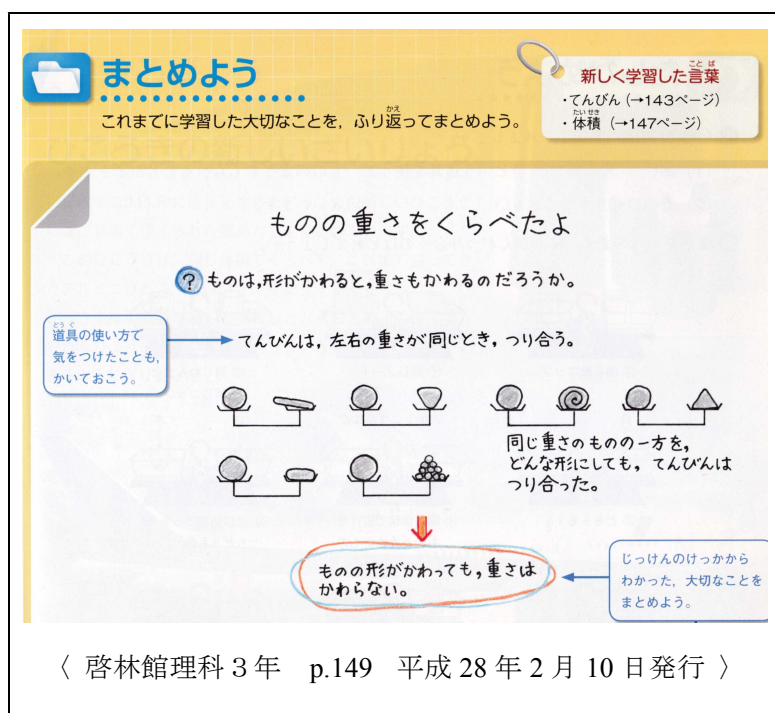 まとめよう
これまでに学習した大切なことを，ふり返ってまとめよう。
新しく学習した言葉
・てんびん（→143ページ）
・体積（→147ページ）
ものの重さをくらべたよ
? ものは，形がかわると，重さもかわるのだろうか。
道具の使い方で
気をつけたことも，
かいておこう。
てんびんは，左右の重さが同じとき，つり合う。
同じ重さのものの一方を，
どんな形にしても，てんびんは
つり合った。
ものの形がかわっても，重さは
かわらない。
じっけんのけっかから
わかった，大切なことを
まとめよう。
〈 啓林館理科３年　p.149　平成 28 年 2 月 10 日発行 〉